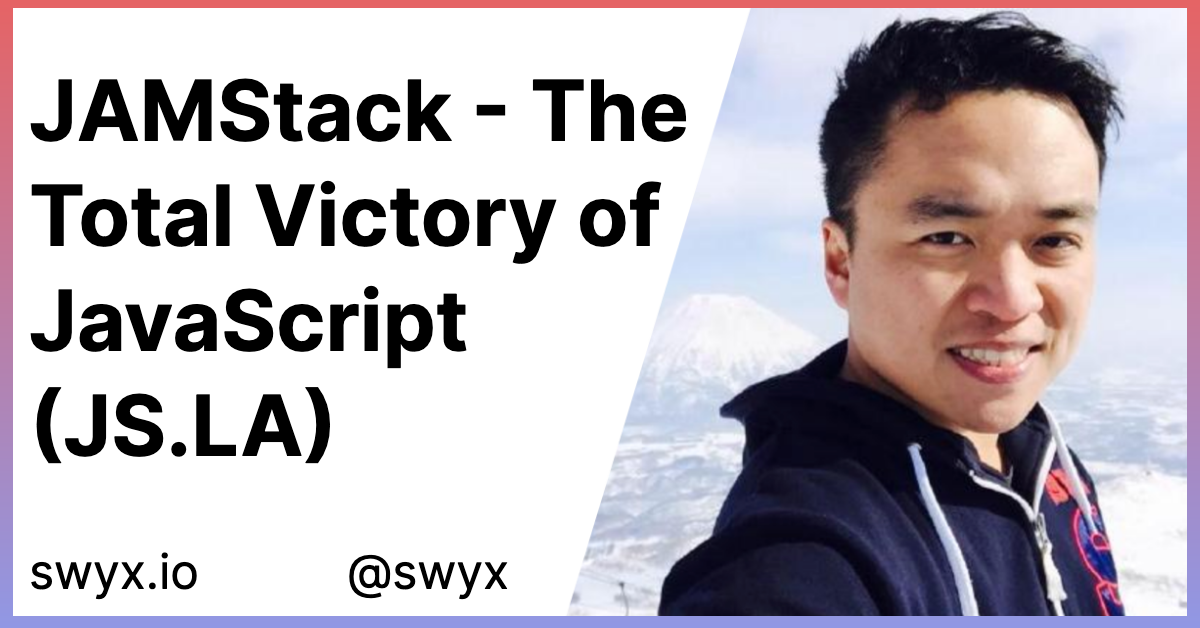 JAMStack - The
Total Victory of
JavaScript
(JS.LA)
swyx.io @swyx